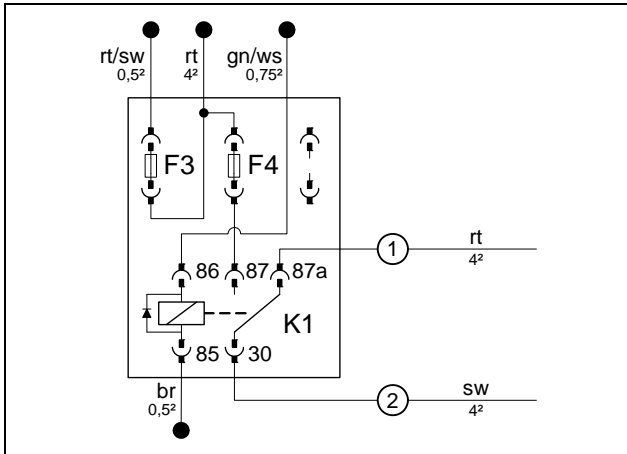 rt/sw rt gn/ws
0,5² 4² 0,75²
F3 F4
1 rt
4²
86 87 87a
K1
85 30
br
0,5²
2 sw
4²